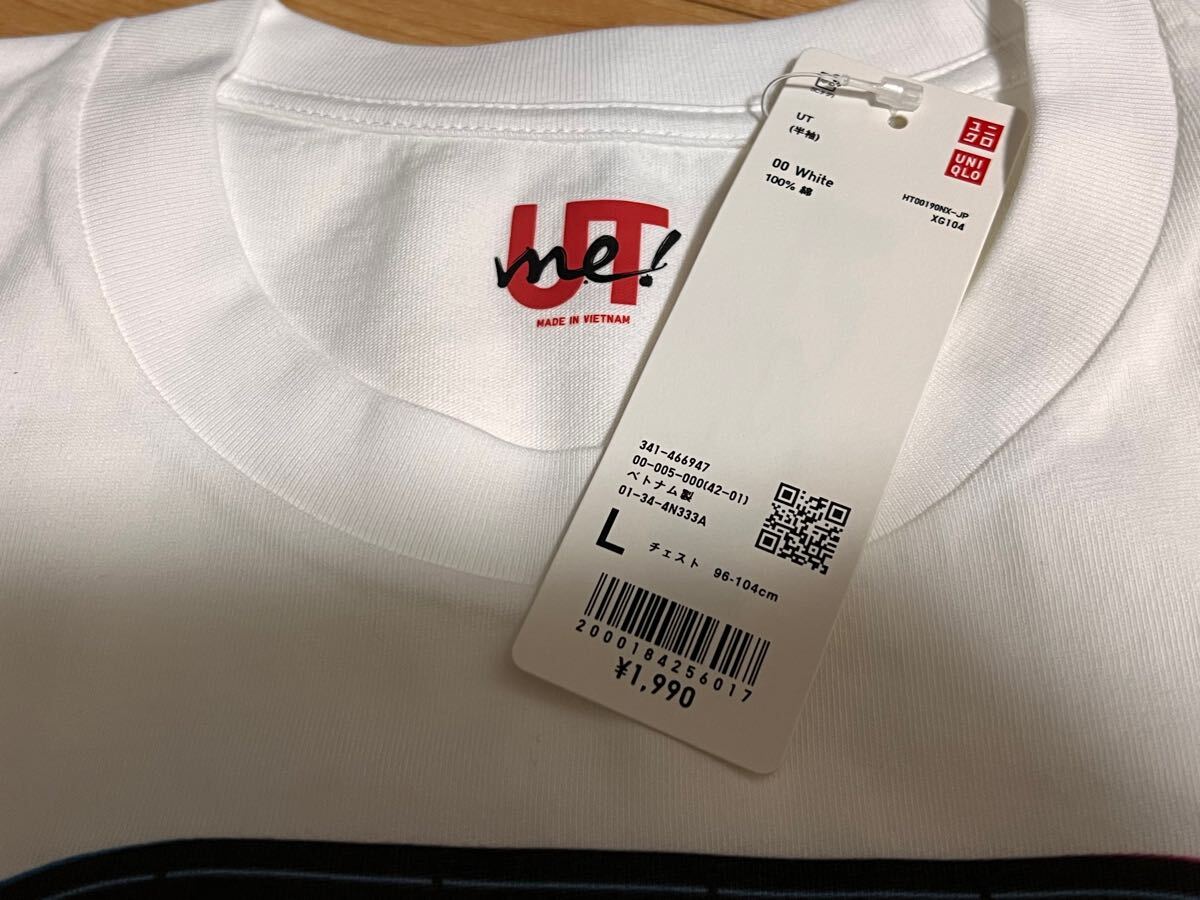 UT
me!
MADE IN VIETNAM
UT
(半袖)
00 White
100% 綿
ユニ
クロ
UNI
QLO
HT00190NX-JP
XG104
341-466947
00-005-000(42-01)
ベトナム製
01-34-4N333A
L チェスト 96-104cm
2000184256017
¥1,990